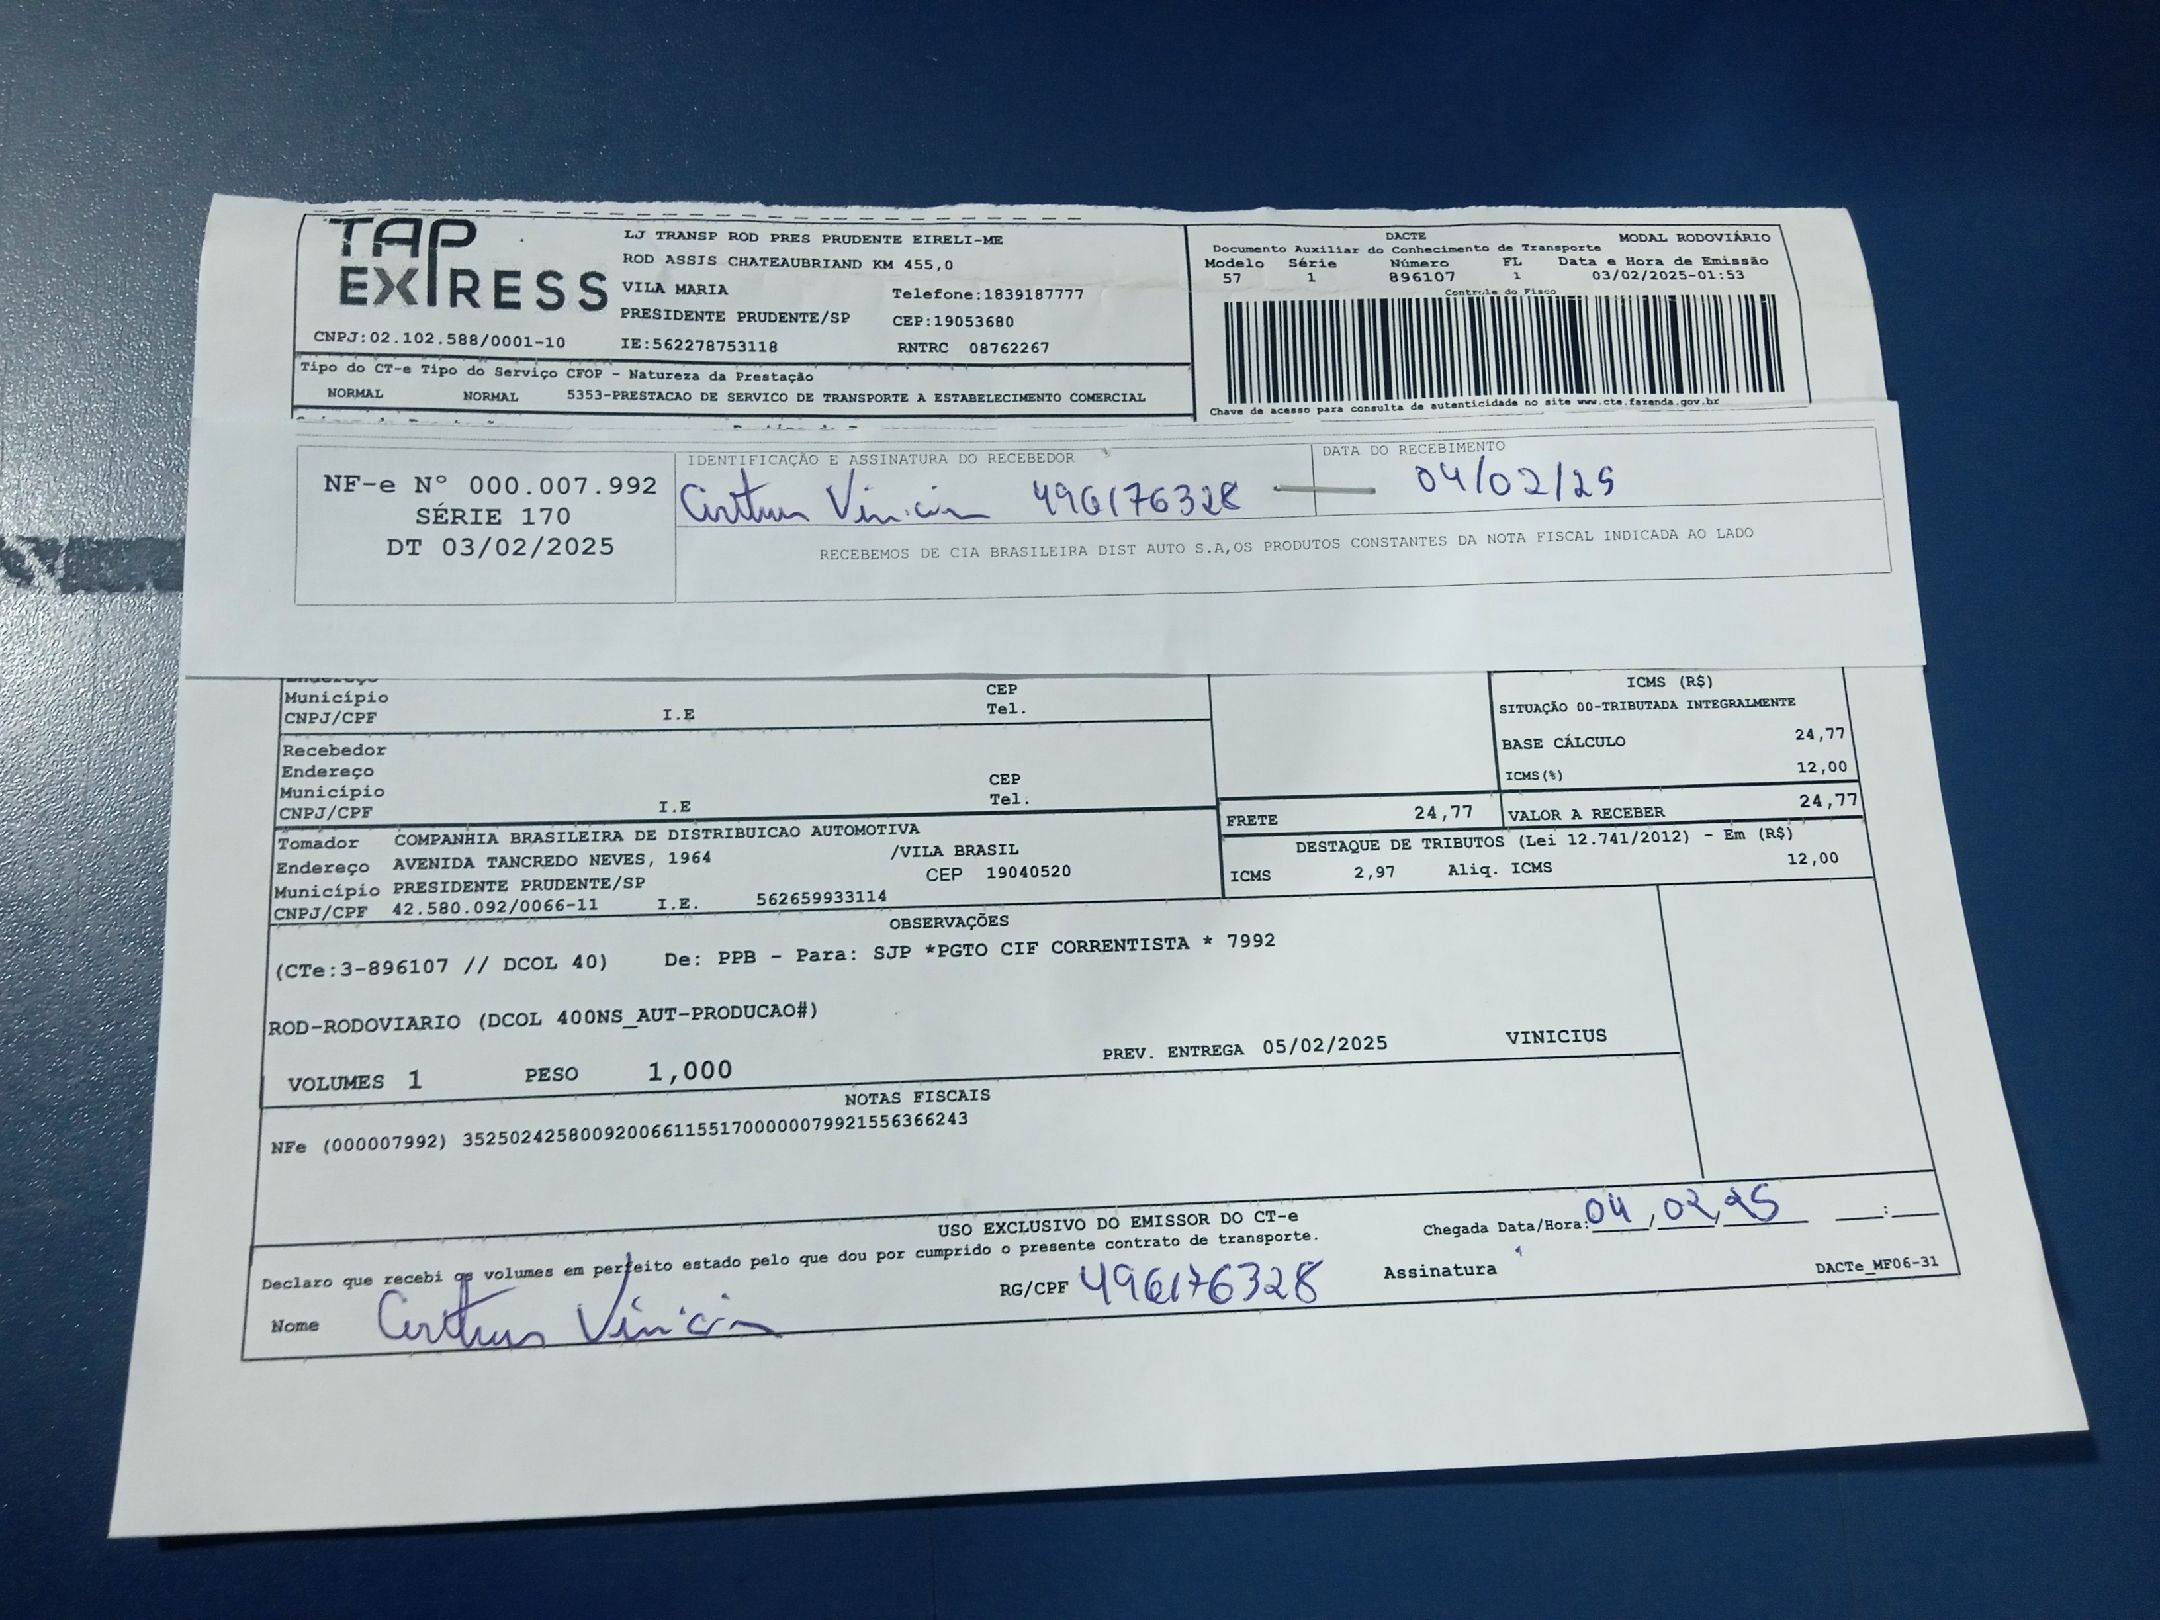 TAP
EXPRESS
LJ TRANSP ROD PRES PRUDENTE EIRELI-ME
ROD ASSIS CHATEAUBRIAND KM 455,0
VILA MARIA Telefone:1839187777
PRESIDENTE PRUDENTE/SP CEP:19053680
CNPJ:02.102.588/0001-10 IE:562278753118 RNTRC 08762267
DACTE MODAL RODOVIÁRIO
Documento Auxiliar do Conhecimento de Transporte
Modelo Série Número FL Data e Hora de Emissão
57 1 896107 1 03/02/2025-01:53
Controle do Fisco
Chave de acesso para consulta de autenticidade no site www.cte.fazenda.gov.br
Tipo do CT-e Tipo do Serviço CFOP - Natureza da Prestação
NORMAL NORMAL 5353-PRESTACAO DE SERVICO DE TRANSPORTE A ESTABELECIMENTO COMERCIAL
NF-e Nº 000.007.992
SÉRIE 170
DT 03/02/2025
IDENTIFICAÇÃO E ASSINATURA DO RECEBEDOR
Arthur Vinicius 496176328
DATA DO RECEBIMENTO
04/02/25
RECEBEMOS DE CIA BRASILEIRA DIST AUTO S.A,OS PRODUTOS CONSTANTES DA NOTA FISCAL INDICADA AO LADO
Endereço
Município CEP
CNPJ/CPF I.E Tel.
Recebedor
Endereço
Município CEP
CNPJ/CPF I.E Tel.
ICMS (R$)
SITUAÇÃO 00-TRIBUTADA INTEGRALMENTE
BASE CÁLCULO 24,77
ICMS(%) 12,00
FRETE 24,77 VALOR A RECEBER 24,77
DESTAQUE DE TRIBUTOS (Lei 12.741/2012) - Em (R$)
ICMS 2,97 Aliq. ICMS 12,00
Tomador COMPANHIA BRASILEIRA DE DISTRIBUICAO AUTOMOTIVA
Endereço AVENIDA TANCREDO NEVES, 1964 /VILA BRASIL
Município PRESIDENTE PRUDENTE/SP CEP 19040520
CNPJ/CPF 42.580.092/0066-11 I.E. 562659933114
OBSERVAÇÕES
(CTe:3-896107 // DCOL 40) De: PPB - Para: SJP *PGTO CIF CORRENTISTA * 7992
ROD-RODOVIARIO (DCOL 400NS_AUT-PRODUCAO#)
VOLUMES 1 PESO 1,000 PREV. ENTREGA 05/02/2025 VINICIUS
NOTAS FISCAIS
NFe (000007992) 35250242580092006611551700000079921556366243
USO EXCLUSIVO DO EMISSOR DO CT-e
Declaro que recebi os volumes em perfeito estado pelo que dou por cumprido o presente contrato de transporte.
Chegada Data/Hora: 04/02/25 :
Nome Arthur Vinicius RG/CPF 496176328 Assinatura
DACTe_MF06-31